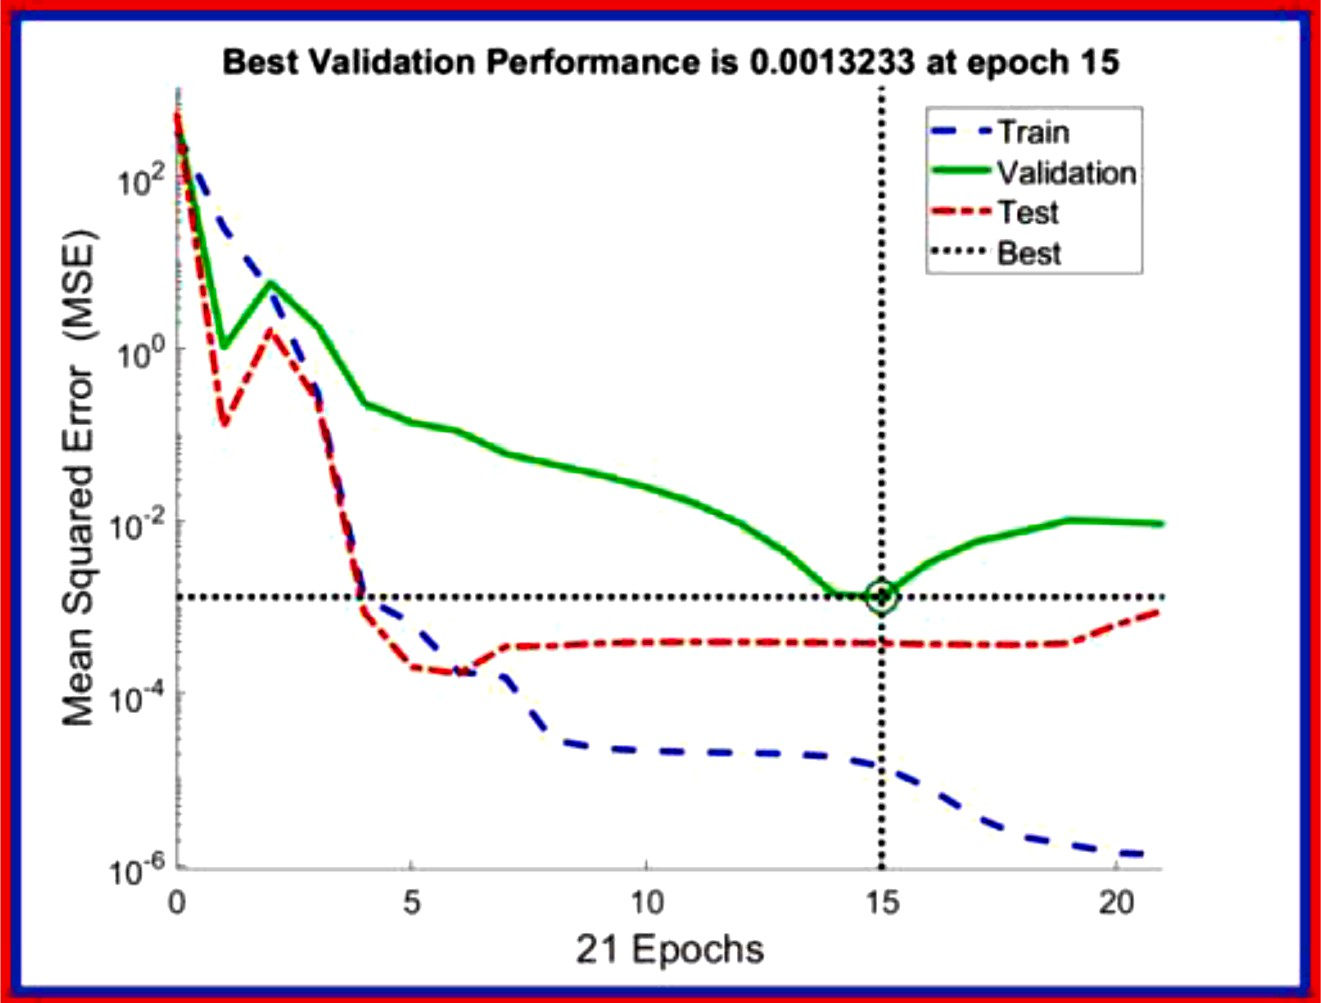 Best Validation Performance is 0.0013233 at epoch 15
Train
Validation
Test
Best
Mean Squared Error (MSE)
10^2
10^0
10^-2
10^-4
10^-6
0 5 10 15 20
21 Epochs